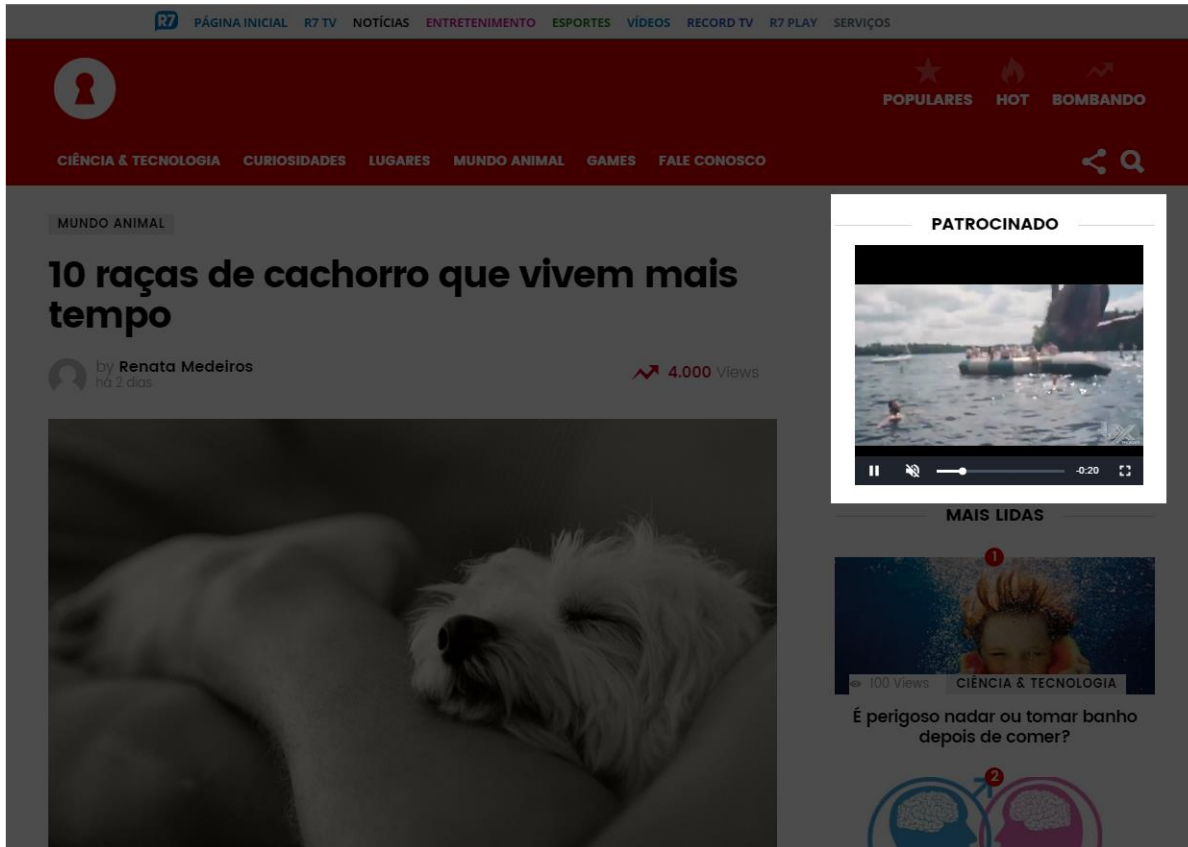 R7 PÁGINA INICIAL R7 TV NOTÍCIAS ENTRETENIMENTO ESPORTES VÍDEOS RECORD TV R7 PLAY SERVIÇOS
POPULARES HOT BOMBANDO
CIÊNCIA & TECNOLOGIA CURIOSIDADES LUGARES MUNDO ANIMAL GAMES FALE CONOSCO
MUNDO ANIMAL
10 raças de cachorro que vivem mais
tempo
by Renata Medeiros
há 2 dias
4.000 Views
PATROCINADO
-0:20
MAIS LIDAS
1
100 Views CIÊNCIA & TECNOLOGIA
É perigoso nadar ou tomar banho
depois de comer?
2